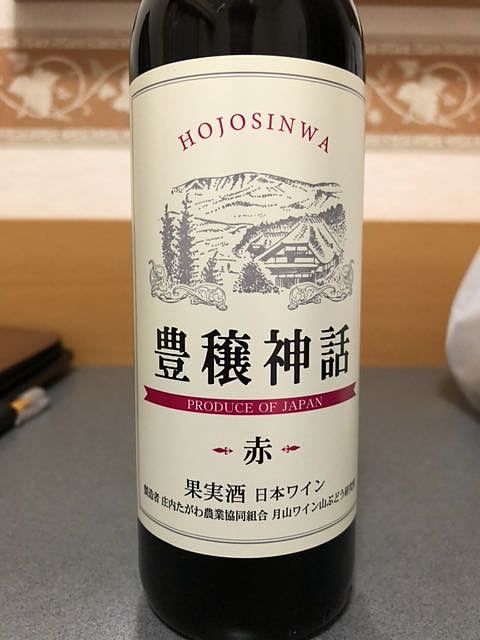 HOJOSINWA
豊穣神話
PRODUCE OF JAPAN
赤
果実酒 日本ワイン
製造者 庄内たがわ農業協同組合 月山ワイン山ぶどう研究所